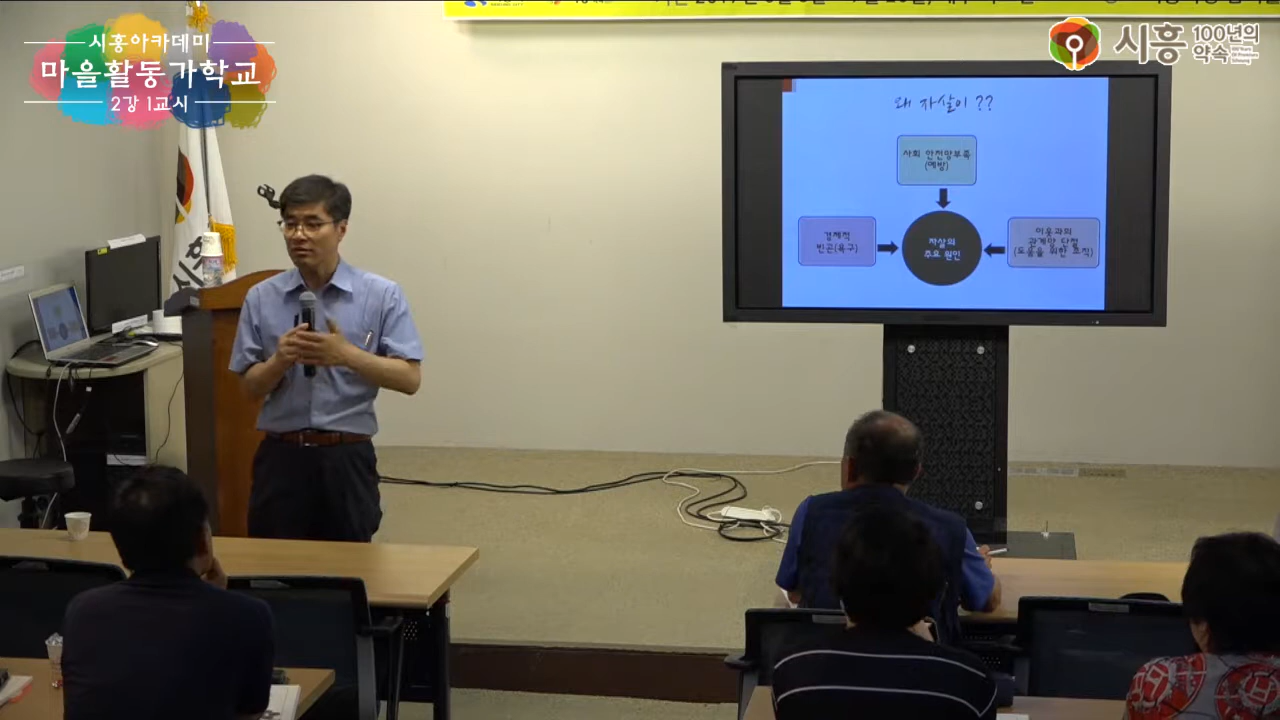 시흥아카데미
마을활동가학교
2강 1교시
시흥 100년의 약속
왜 자살이 ??
사회 안전망부족
(예방)
경제적
빈곤(욕구)
자살의
주요 원인
이웃과의
관계망 단절
(도움을 위한 조직)